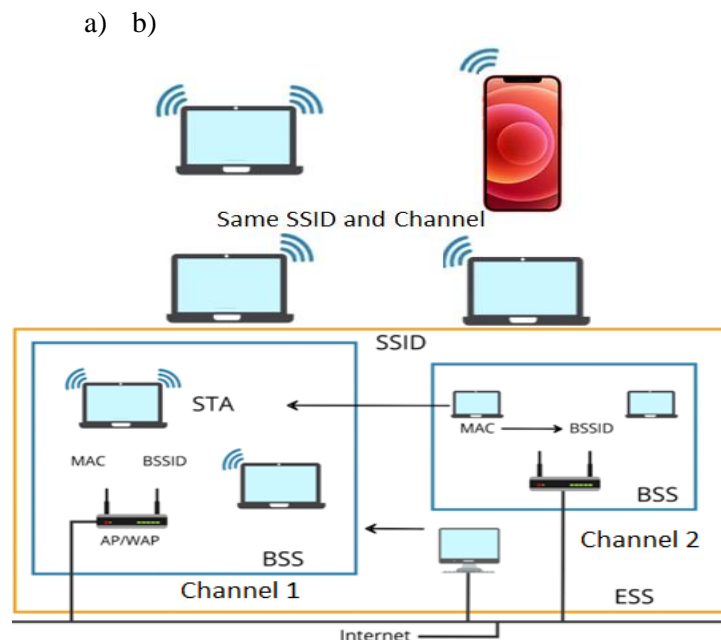 a) b)
Same SSID and Channel
SSID
STA
MAC BSSID
AP/WAP
BSS
Channel 1
MAC BSSID
BSS
Channel 2
ESS
Internet